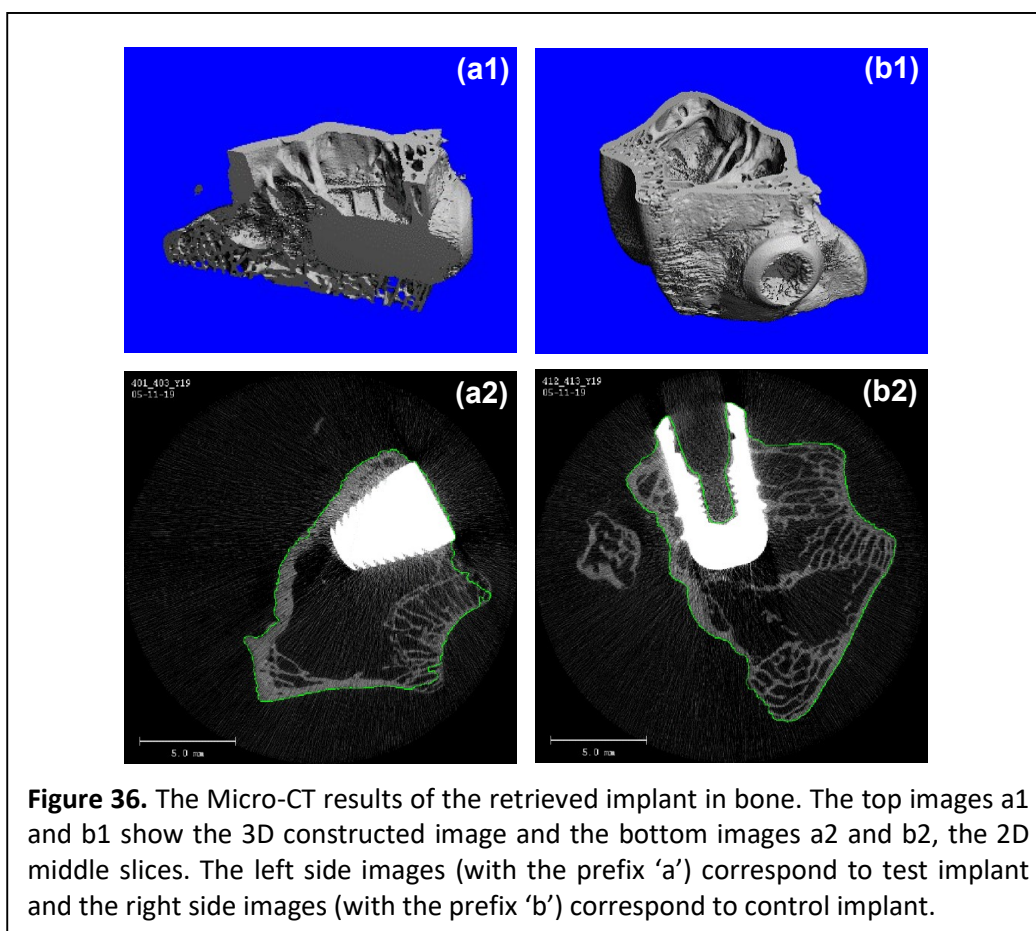 (a1)
(b1)
401_403_Y19
05-11-19
(a2)
412_413_Y19
05-11-19
(b2)
5.0 mm
5.0 mm
Figure 36. The Micro-CT results of the retrieved implant in bone. The top images a1
and b1 show the 3D constructed image and the bottom images a2 and b2, the 2D
middle slices. The left side images (with the prefix ‘a’) correspond to test implant
and the right side images (with the prefix ‘b’) correspond to control implant.